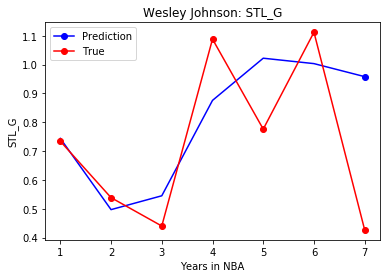 Wesley Johnson: STL_G
Prediction
True
STL_G
1.1
1.0
0.9
0.8
0.7
0.6
0.5
0.4
1 2 3 4 5 6 7
Years in NBA